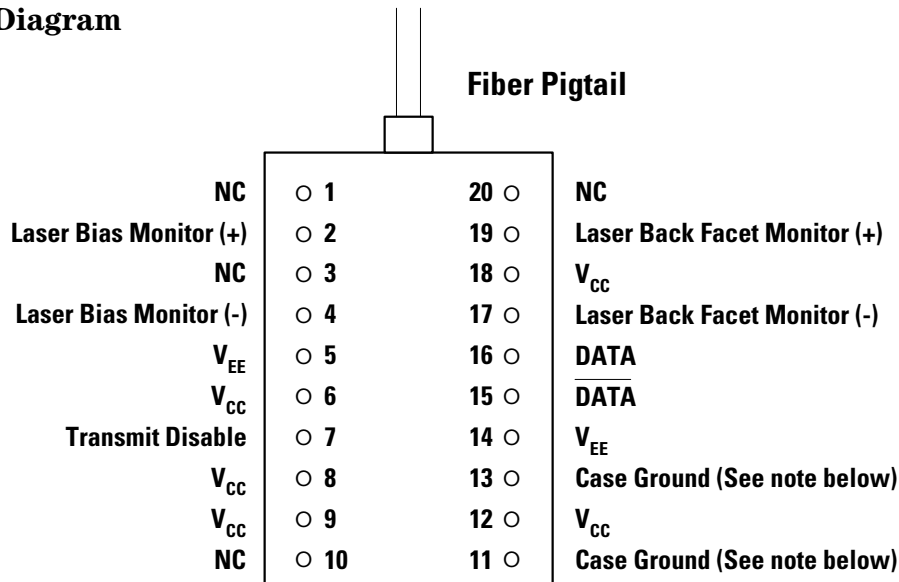 Diagram
Fiber Pigtail
NC O 1 20 O NC
Laser Bias Monitor (+) O 2 19 O Laser Back Facet Monitor (+)
NC O 3 18 O VCC
Laser Bias Monitor (-) O 4 17 O Laser Back Facet Monitor (-)
VEE O 5 16 O DATA
VCC O 6 15 O DATA
Transmit Disable O 7 14 O VEE
VCC O 8 13 O Case Ground (See note below)
VCC O 9 12 O VCC
NC O 10 11 O Case Ground (See note below)